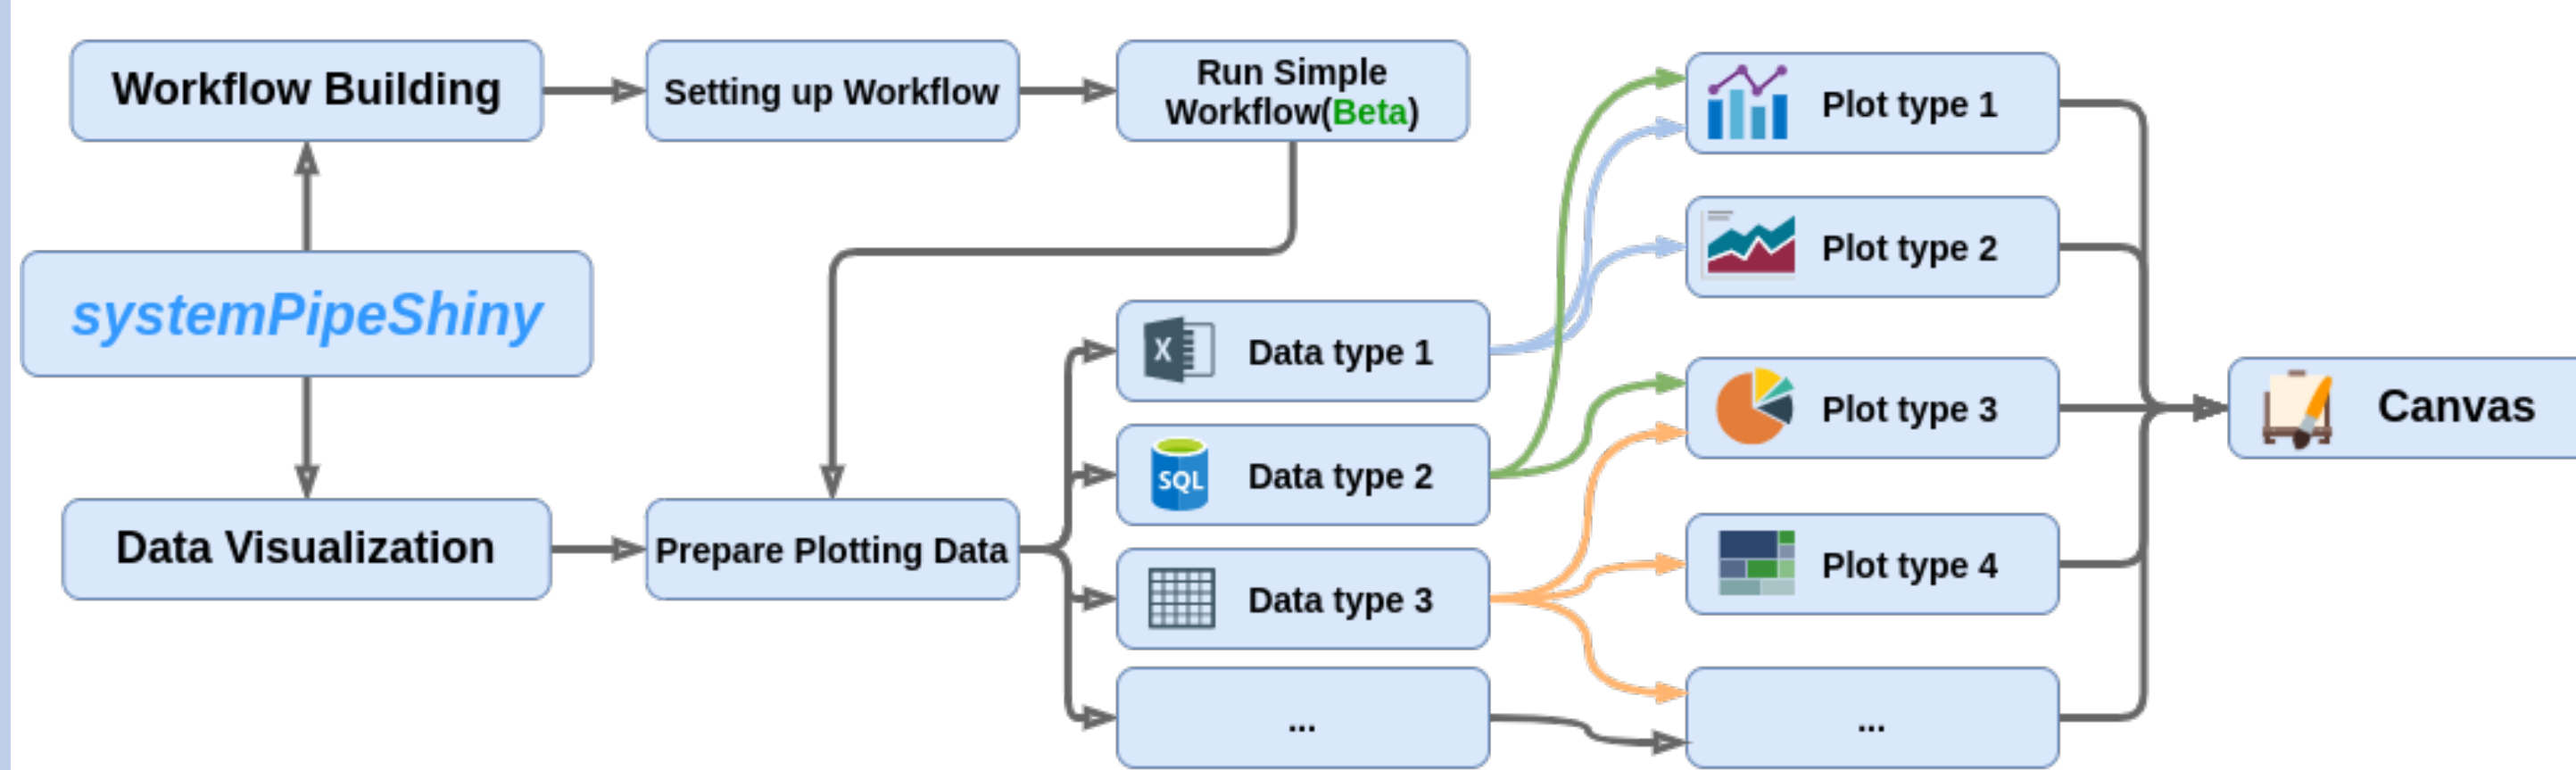 Workflow Building
Setting up Workflow
Run Simple
Workflow(Beta)
systemPipeShiny
Data Visualization
Prepare Plotting Data
X
Data type 1
SQL
Data type 2
Data type 3
...
Plot type 1
Plot type 2
Plot type 3
Plot type 4
...
Canvas